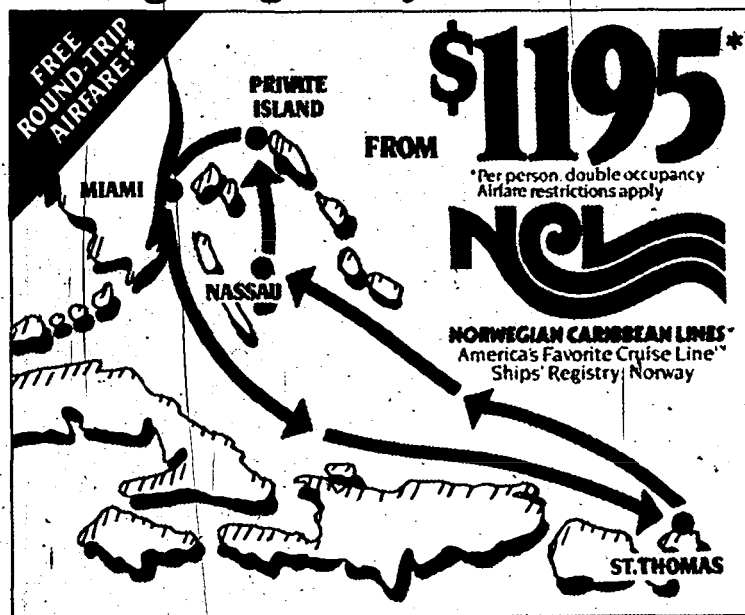 FREE
ROUND-TRIP
AIRFARE!*
$1195*
PRIVATE
ISLAND
FROM
*Per person, double occupancy
Airfare restrictions apply
MIAMI
NCL
NASSAU
NORWEGIAN CARIBBEAN LINES
America's Favorite Cruise Line
Ships' Registry: Norway
ST. THOMAS